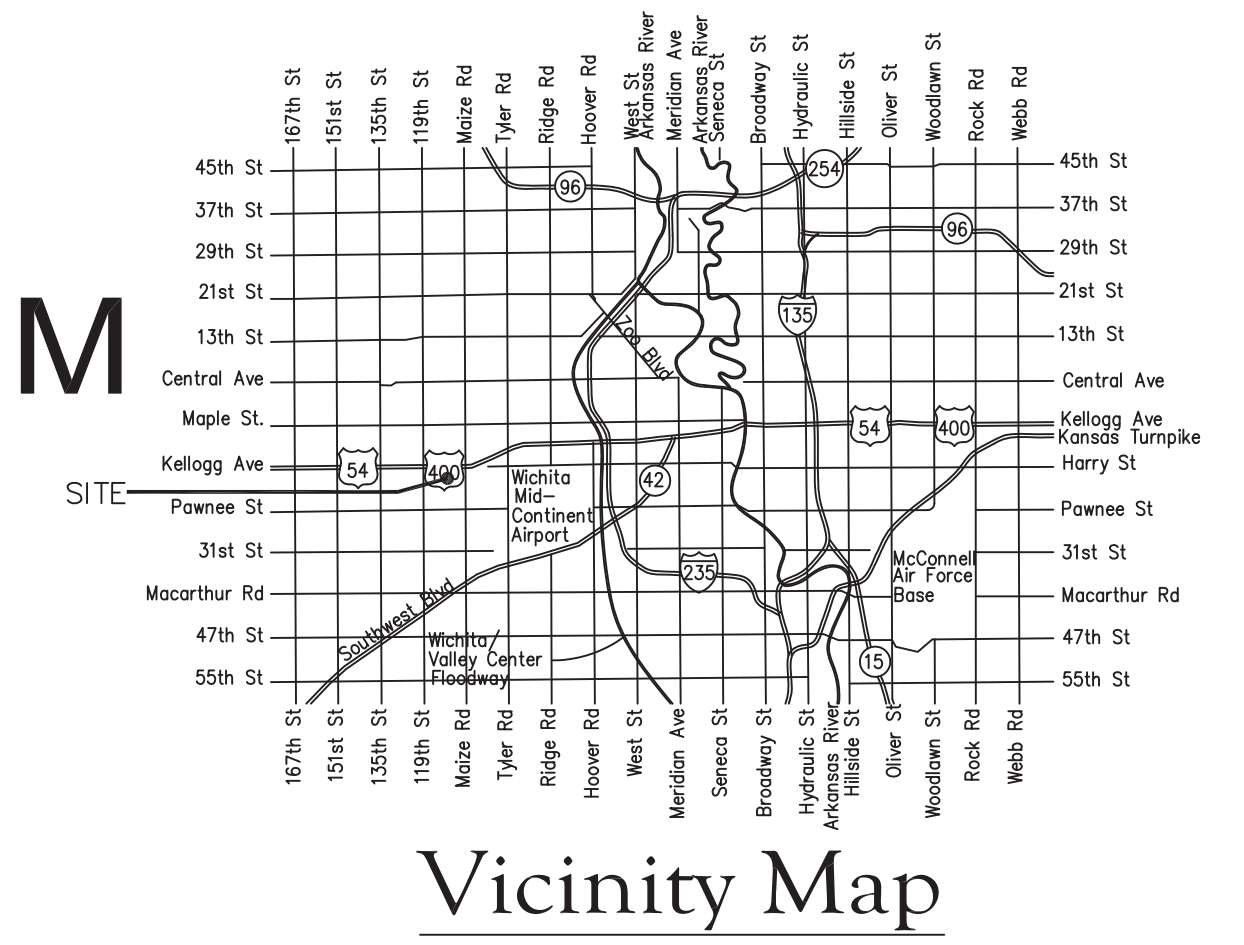 167th St
151st St
135th St
119th St
Maize Rd
Tyler Rd
Ridge Rd
Hoover Rd
West St
Arkansas River
Meridian Ave
Arkansas River
Seneca St
Broadway St
Hydraulic St
Hillside St
Oliver St
Woodlawn St
Rock Rd
Webb Rd
45th St
37th St
29th St
21st St
13th St
Central Ave
Maple St.
Kellogg Ave
SITE
Pawnee St
31st St
Macarthur Rd
47th St
55th St
M
96
254
96
135
Zoo Blvd
54
400
54
400
42
Wichita
Mid-
Continent
Airport
235
McConnell
Air Force
Base
Southwest Blvd
Wichita/
Valley Center
Floodway
15
45th St
37th St
29th St
21st St
13th St
Central Ave
Kellogg Ave
Kansas Turnpike
Harry St
Pawnee St
31st St
Macarthur Rd
47th St
55th St
167th St
151st St
135th St
119th St
Maize Rd
Tyler Rd
Ridge Rd
Hoover Rd
West St
Meridian Ave
Seneca St
Broadway St
Hydraulic St
Arkansas River
Hillside St
Oliver St
Woodlawn St
Rock Rd
Webb Rd
Vicinity Map